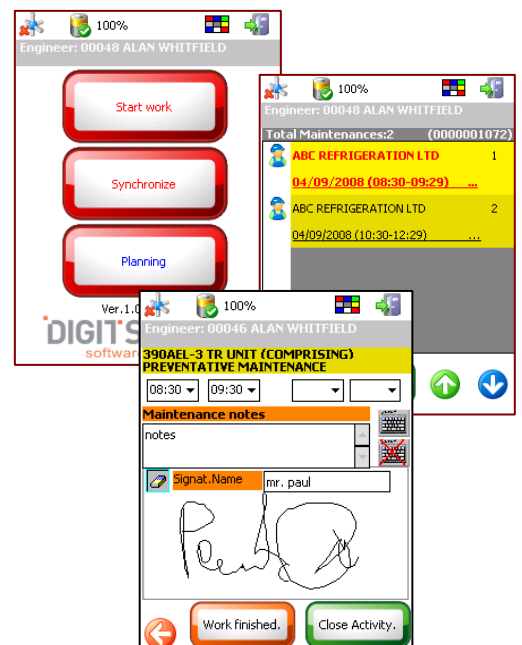 100%
Engineer: 00048 ALAN WHITFIELD
Start work
Synchronize
Planning
Ver.1.0
DIGITS
software
100%
Engineer: 00048 ALAN WHITFIELD
Total Maintenances:2 (0000001072)
ABC REFRIGERATION LTD 1
04/09/2008 (08:30-09:29) ...
ABC REFRIGERATION LTD 2
04/09/2008 (10:30-12:29) ...
100%
Engineer: 00046 ALAN WHITFIELD
390AEL-3 TR UNIT (COMPRISING)
PREVENTATIVE MAINTENANCE
08:30 09:30
Maintenance notes
notes
Signat.Name mr. paul
Work finished. Close Activity.